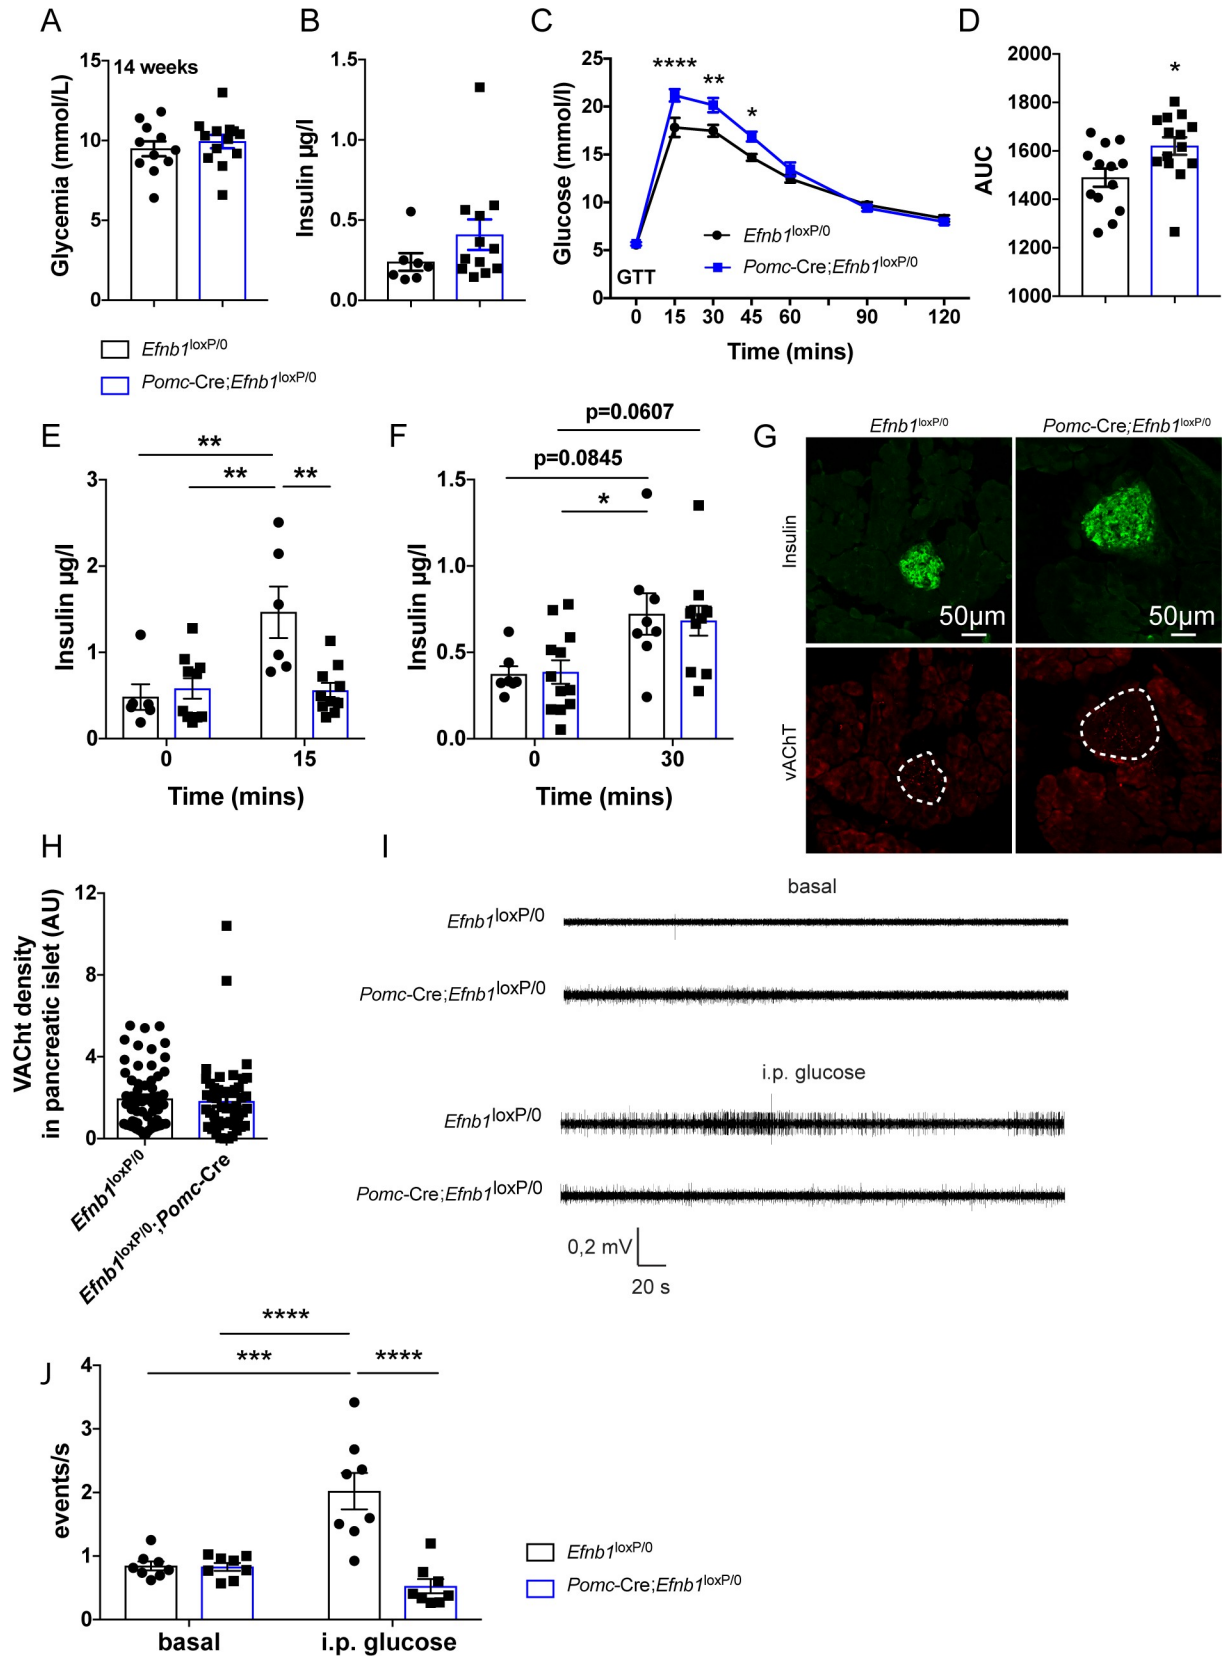 A
B
C
D
15
10
5
0
Glycemia (mmol/L)
14 weeks
1.5
1.0
0.5
0.0
Insulin µg/l
25
20
15
10
5
0
Glucose (mmol/l)
****
**
*
Efnb1loxP/0
Pomc-Cre;Efnb1loxP/0
GTT
0 15 30 45 60 90 120
Time (mins)
2000
1800
1600
1400
1200
1000
AUC
*
Efnb1loxP/0
Pomc-Cre;Efnb1loxP/0
E
F
G
**
** **
3
2
1
0
Insulin µg/l
0 15
Time (mins)
p=0.0607
p=0.0845
*
1.5
1.0
0.5
0.0
Insulin µg/l
0 30
Time (mins)
Efnb1loxP/0 Pomc-Cre;Efnb1loxP/0
Insulin
50µm 50µm
vAChT
H
I
12
8
4
0
VACht density
in pancreatic islet (AU)
Efnb1loxP/0
Efnb1loxP/0;Pomc-Cre
basal
Efnb1loxP/0
Pomc-Cre;Efnb1loxP/0
i.p. glucose
Efnb1loxP/0
Pomc-Cre;Efnb1loxP/0
0,2 mV
20 s
J
****
*** ****
4
3
2
1
0
events/s
basal i.p. glucose
Efnb1loxP/0
Pomc-Cre;Efnb1loxP/0